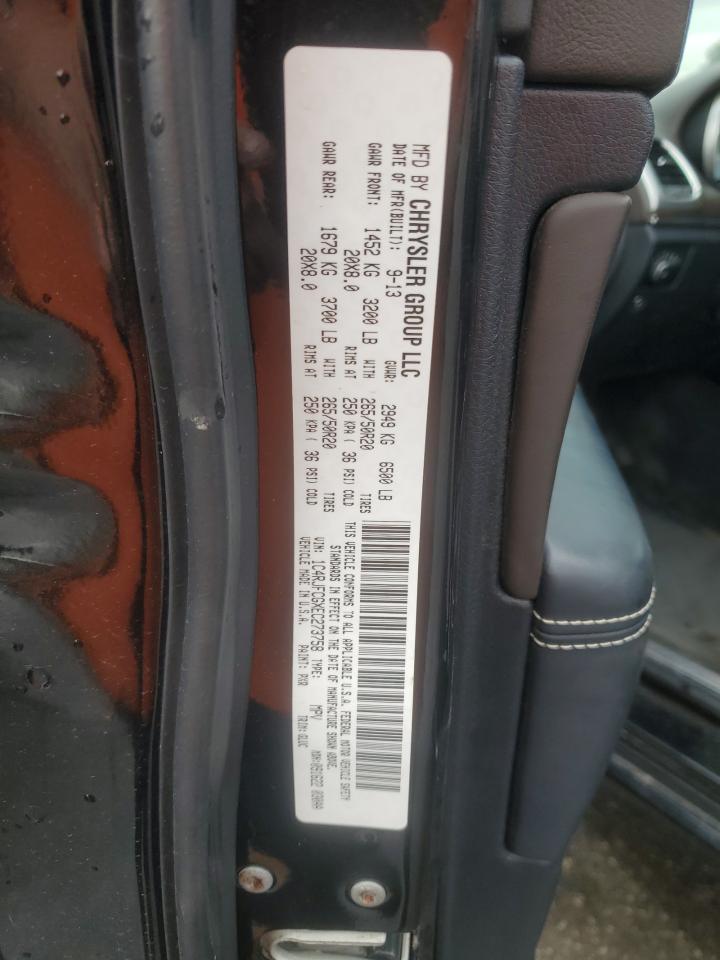 MFD BY CHRYSLER GROUP LLC
DATE OF MFR(BUILT): 9-13 GVWR: 2949 KG 6500 LB
GAWR FRONT: 1452 KG 3200 LB WITH 265/50R20 TIRES
20X8.0 RIMS AT 250 KPA ( 36 PSI) COLD
GAWR REAR: 1679 KG 3700 LB WITH 265/50R20 TIRES
20X8.0 RIMS AT 250 KPA ( 36 PSI) COLD
THIS VEHICLE CONFORMS TO ALL APPLICABLE U.S.A. FEDERAL MOTOR VEHICLE SAFETY
STANDARDS IN EFFECT ON THE DATE OF MANUFACTURE SHOWN ABOVE.
VIN: 1C4RJFCGXEC273758 TYPE: MPV
VEHICLE MADE IN U.S.A. PAINT: PXR TRIM: